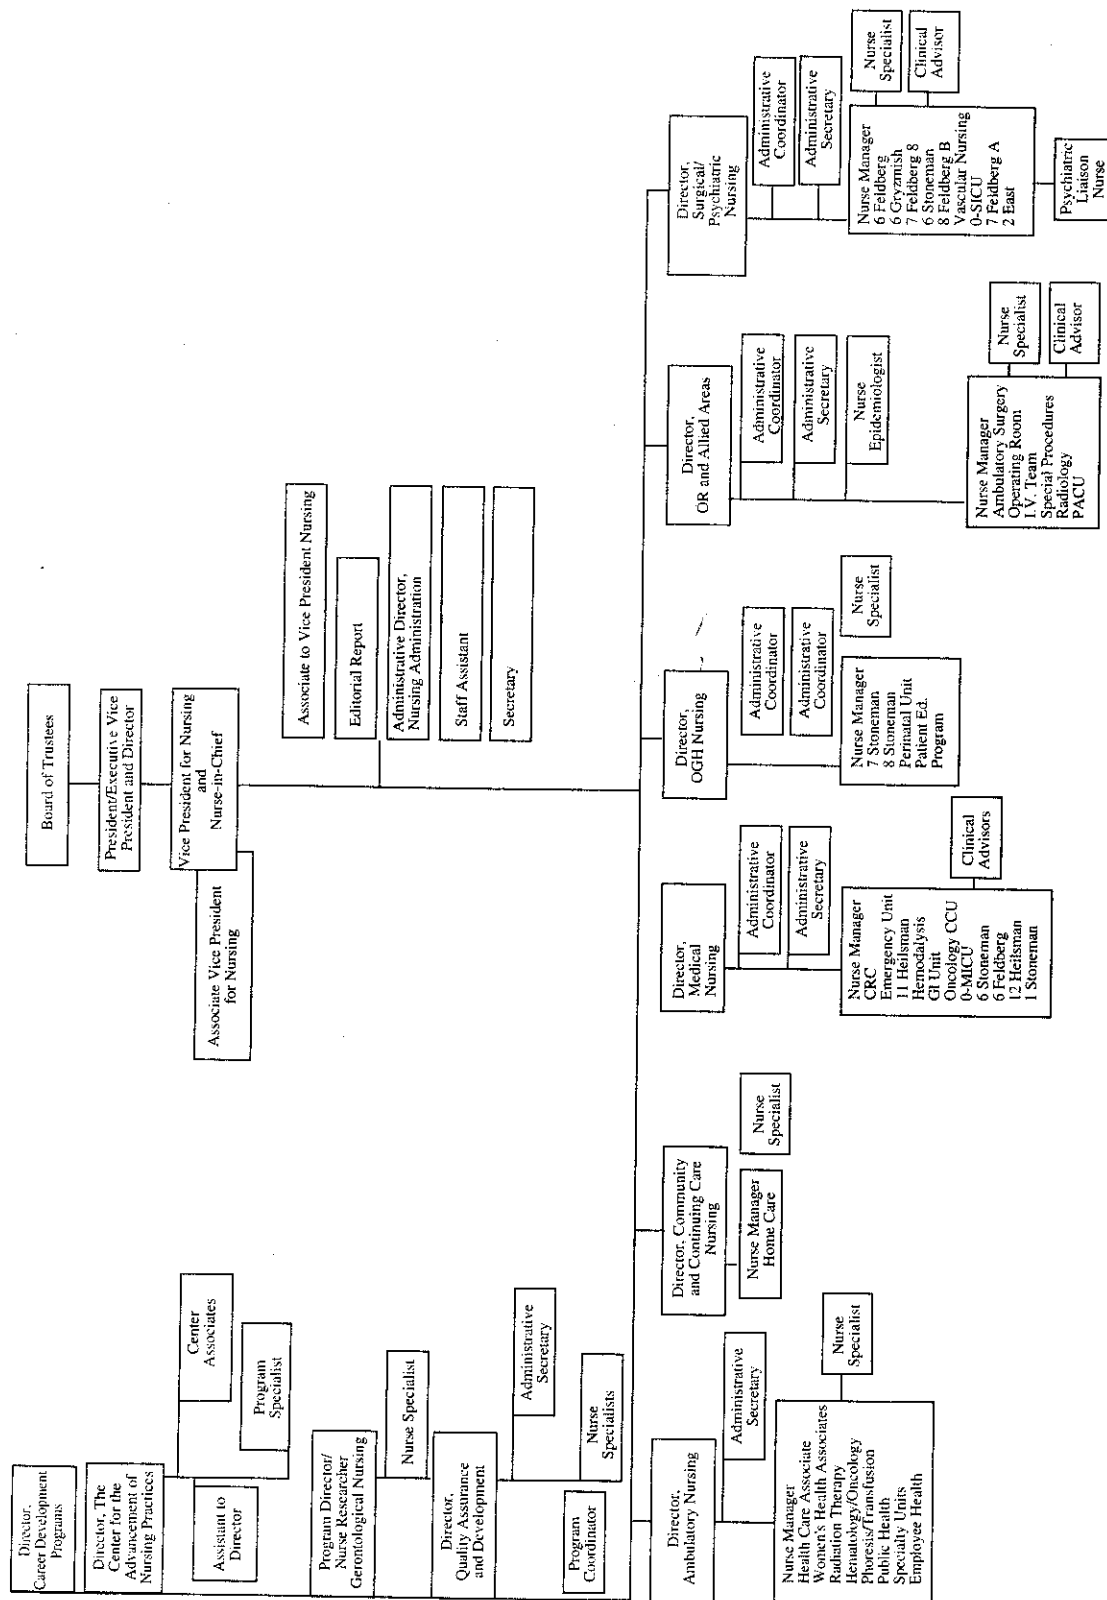 Board of Trustees
President/Executive Vice
President and Director
Vice President for Nursing
and
Nurse-in-Chief
Associate Vice President
for Nursing
Associate to Vice President Nursing
Editorial Report
Administrative Director,
Nursing Administration
Staff Assistant
Secretary
Director,
Career Development
Programs
Director, The
Center for the
Advancement of
Nursing Practices
Center
Associates
Assistant to
Director
Program
Specialist
Program Director/
Nurse Researcher
Gerontological Nursing
Nurse Specialist
Director,
Quality Assurance
and Development
Administrative
Secretary
Program
Coordinator
Nurse
Specialists
Director,
Ambulatory Nursing
Administrative
Secretary
Nurse Manager
Health Care Associate
Women's Health Associates
Radiation Therapy
Hematology/Oncology
Phoresis/Transfusion
Public Health
Specialty Units
Employee Health
Nurse
Specialist
Director, Community
and Continuing Care
Nursing
Nurse Manager
Home Care
Nurse
Specialist
Director,
Medical
Nursing
Administrative
Coordinator
Administrative
Secretary
Nurse Manager
CRC
Emergency Unit
11 Heilsman
Hemodalysis
GI Unit
Oncology CCU
0-MICU
6 Stoneman
6 Feldberg
12 Heilsman
1 Stoneman
Clinical
Advisors
Director,
OGH Nursing
Administrative
Coordinator
Administrative
Coordinator
Nurse Manager
7 Stoneman
8 Stoneman
Perinatal Unit
Patient Ed.
Program
Nurse
Specialist
Director,
OR and Allied Areas
Administrative
Coordinator
Administrative
Secretary
Nurse
Epidemiologist
Nurse Manager
Ambulatory Surgery
Operating Room
I.V. Team
Special Procedures
Radiology
PACU
Nurse
Specialist
Clinical
Advisor
Director,
Surgical/
Psychiatric
Nursing
Administrative
Coordinator
Administrative
Secretary
Nurse Manager
6 Feldberg
6 Gryzmish
7 Feldberg 8
6 Stoneman
8 Feldberg B
Vascular Nursing
0-SICU
7 Feldberg A
2 East
Nurse
Specialist
Clinical
Advisor
Psychiatric
Liaison
Nurse